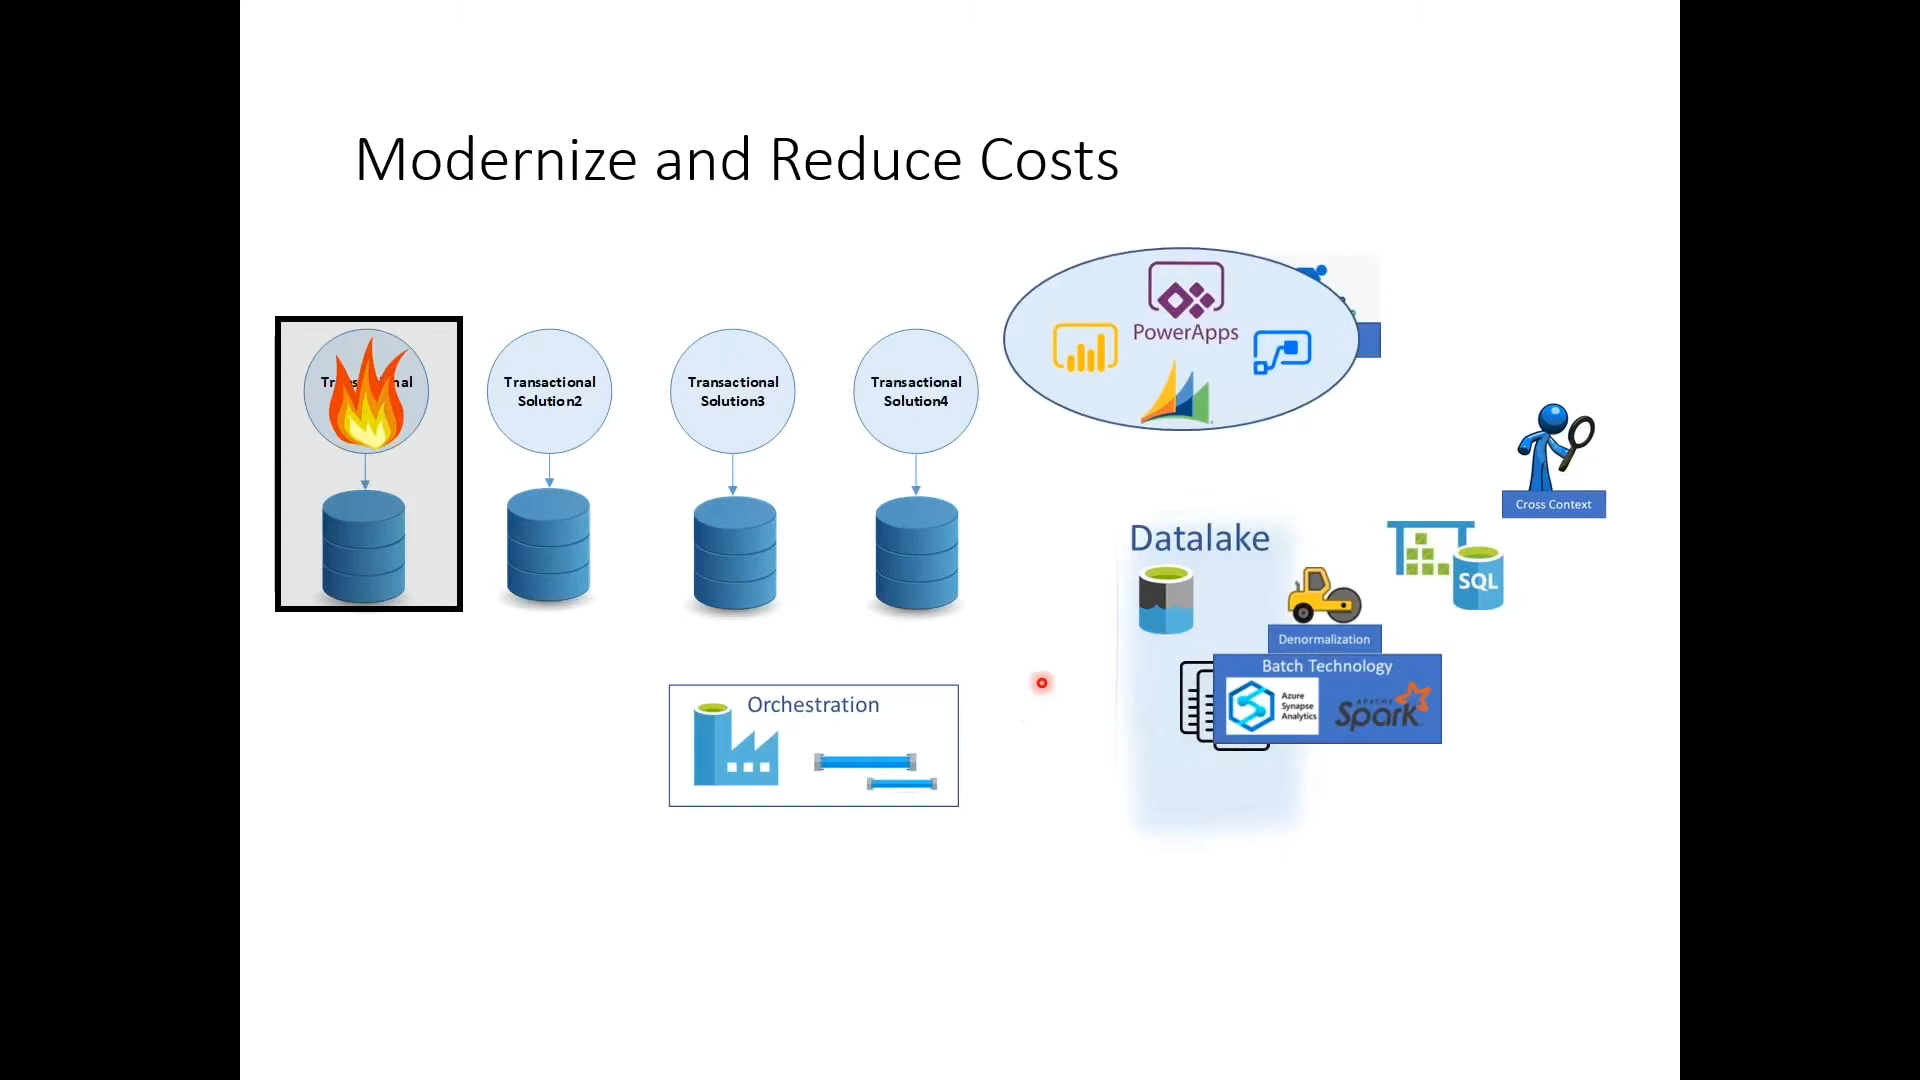 Modernize and Reduce Costs
Transactional
Solution2
Transactional
Solution3
Transactional
Solution4
PowerApps
Cross Context
Datalake
SQL
Denormalization
Batch Technology
Azure
Synapse
Analytics
APACHE
Spark
Orchestration